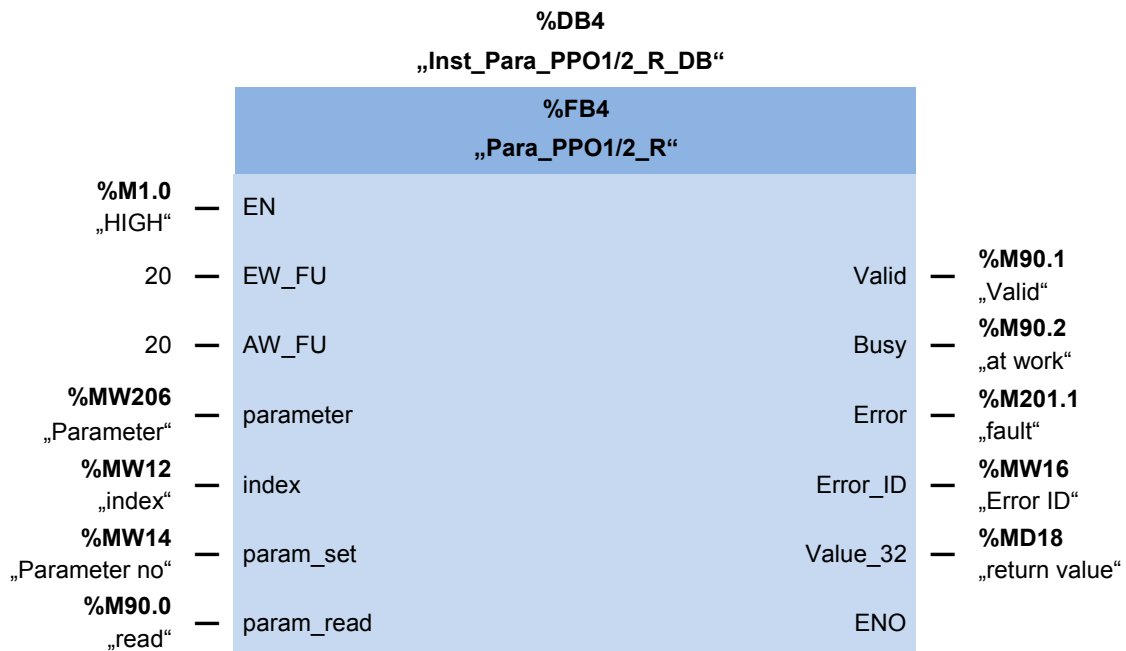 %DB4
„Inst_Para_PPO1/2_R_DB“
%FB4
„Para_PPO1/2_R“
%M1.0
„HIGH“
EN
20
EW_FU
Valid
%M90.1
„Valid“
20
AW_FU
Busy
%M90.2
„at work“
%MW206
„Parameter“
parameter
Error
%M201.1
„fault“
%MW12
„index“
index
Error_ID
%MW16
„Error ID“
%MW14
„Parameter no“
param_set
Value_32
%MD18
„return value“
%M90.0
„read“
param_read
ENO